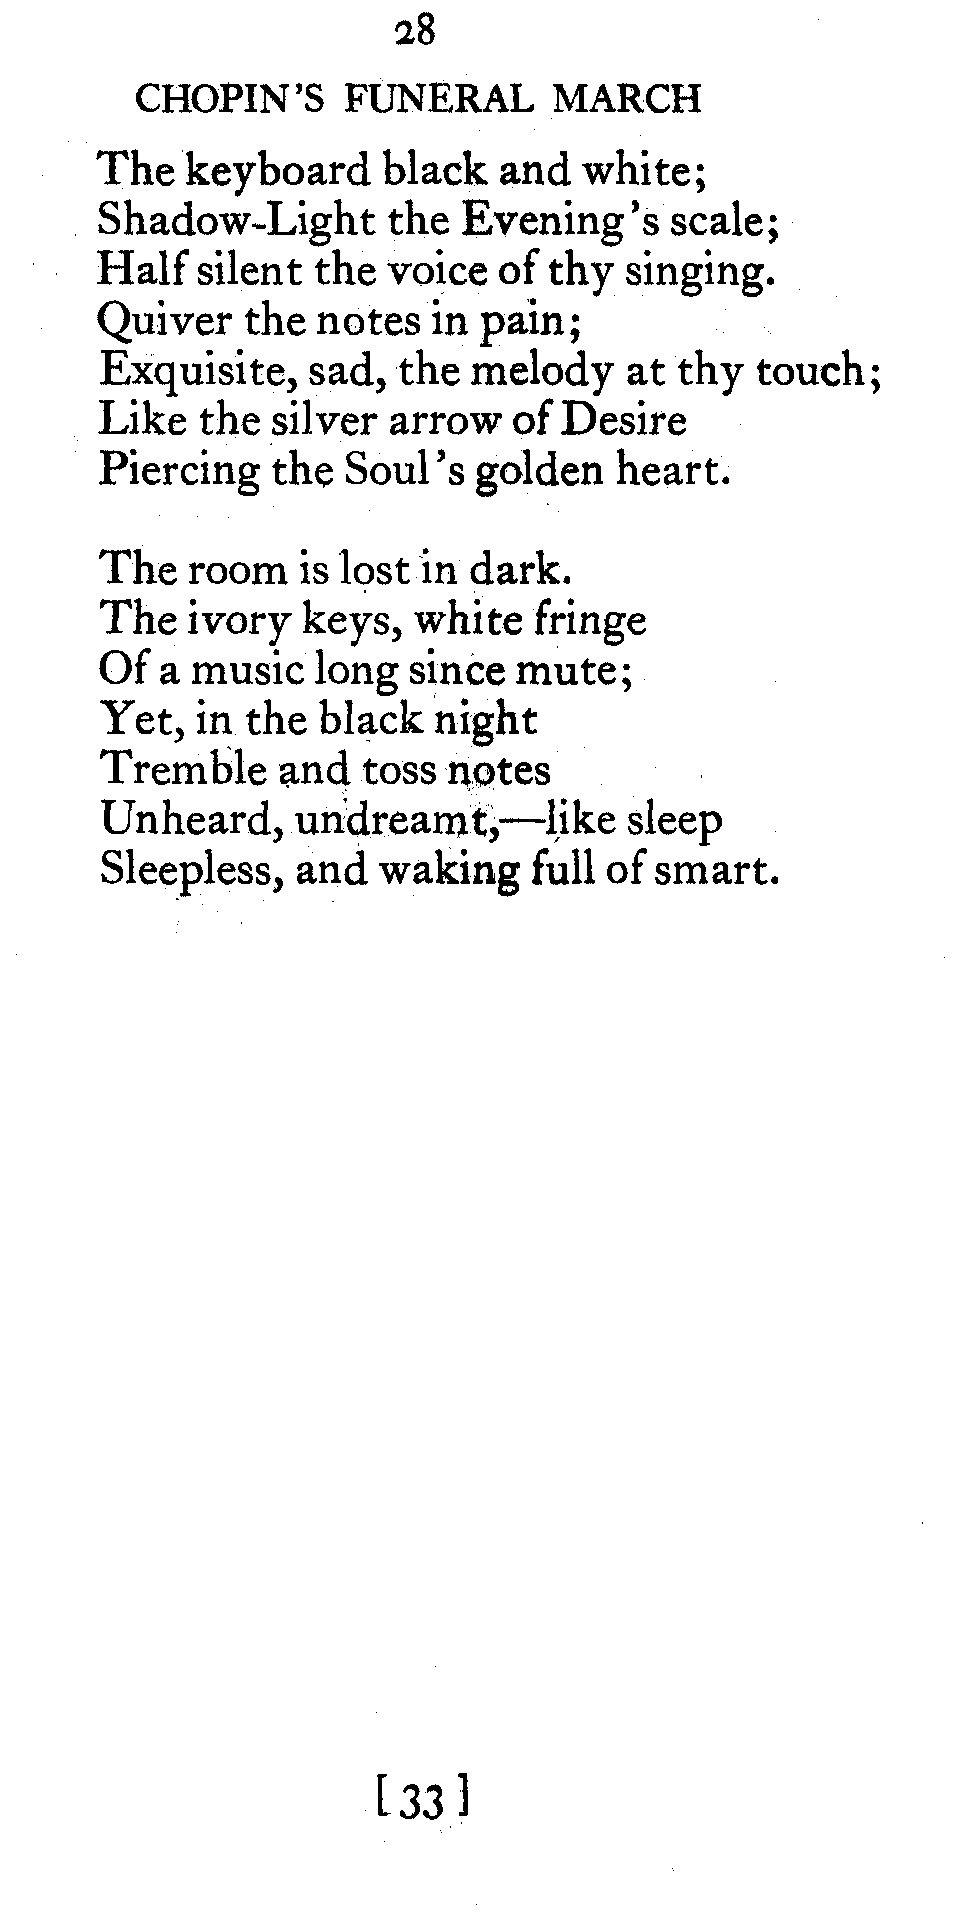 28
CHOPIN'S FUNERAL MARCH
The keyboard black and white;
Shadow-Light the Evening's scale;
Half silent the voice of thy singing.
Quiver the notes in pain;
Exquisite, sad, the melody at thy touch;
Like the silver arrow of Desire
Piercing the Soul's golden heart.

The room is lost in dark.
The ivory keys, white fringe
Of a music long since mute;
Yet, in the black night
Tremble and toss notes
Unheard, undreamt,—like sleep
Sleepless, and waking full of smart.
[33]